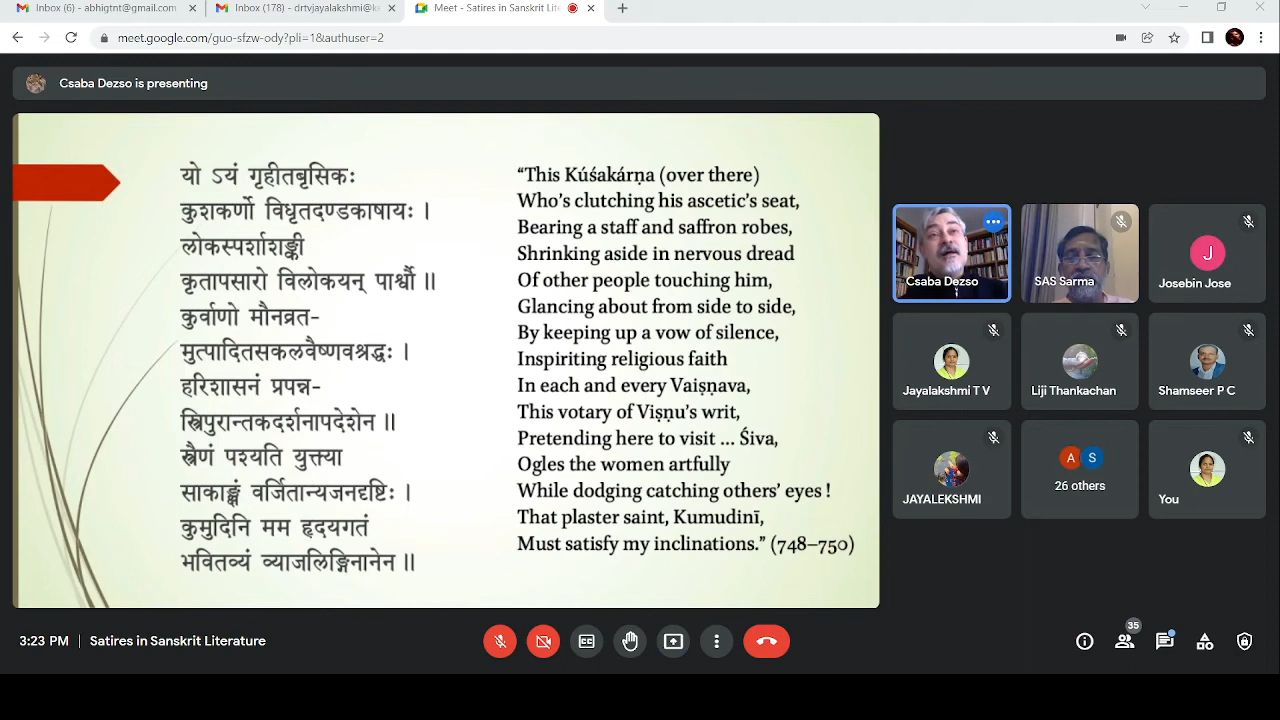 Inbox (6) - abhigtnt@gmail.com
Inbox (178) - drtvjayalakshmi@k
Meet - Satires in Sanskrit Lite
meet.google.com/guo-sfzw-ody?pli=1&authuser=2
Csaba Dezso is presenting
यो ऽयं गृहीतबृसिकः
कुशकर्णो विधृतदण्डकाषायः ।
लोकस्पर्शाशङ्की
कृतापसारो विलोकयन् पार्श्वौ ॥
कुर्वाणो मौनव्रत-
मुत्पादितसकलवैष्णवश्रद्धः ।
हरिशासनं प्रपन्न-
स्त्रिपुरान्तकदर्शनापदेशेन ॥
स्त्रैणं पश्यति युक्त्या
साकाङ्क्षं वर्जितान्यजनदृष्टिः ।
कुमुदिनि मम हृदयगतं
भवितव्यं व्याजलिङ्गिनानेन ॥
“This Kúśakárṇa (over there)
Who’s clutching his ascetic’s seat,
Bearing a staff and saffron robes,
Shrinking aside in nervous dread
Of other people touching him,
Glancing about from side to side,
By keeping up a vow of silence,
Inspiriting religious faith
In each and every Vaiṣṇava,
This votary of Viṣṇu’s writ,
Pretending here to visit ... Śiva,
Ogles the women artfully
While dodging catching others’ eyes !
That plaster saint, Kumudinī,
Must satisfy my inclinations.” (748–750)
Csaba Dezso
SAS Sarma
J
Josebin Jose
Jayalakshmi T V
Liji Thankachan
Shamseer P C
JAYALEKSHMI
A S
26 others
You
3:23 PM | Satires in Sanskrit Literature
35